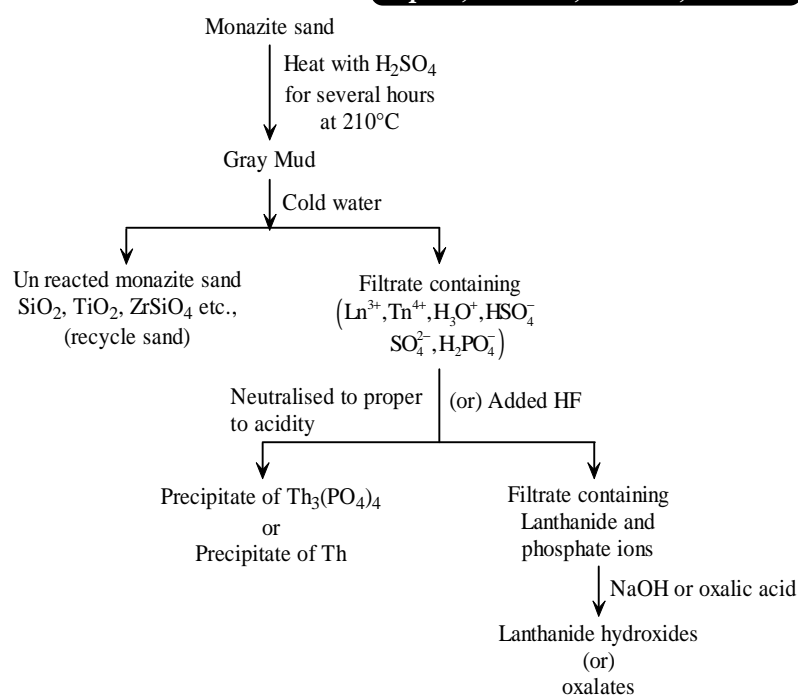 Monazite sand
Heat with H₂SO₄
for several hours
at 210°C
Gray Mud
Cold water
Un reacted monazite sand
SiO₂, TiO₂, ZrSiO₄ etc.,
(recycle sand)
Filtrate containing
(Ln³⁺,Tn⁴⁺,H₃O⁺,HSO₄⁻
SO₄²⁻,H₂PO₄⁻)
Neutralised to proper
to acidity
(or) Added HF
Precipitate of Th₃(PO₄)₄
or
Precipitate of Th
Filtrate containing
Lanthanide and
phosphate ions
NaOH or oxalic acid
Lanthanide hydroxides
(or)
oxalates